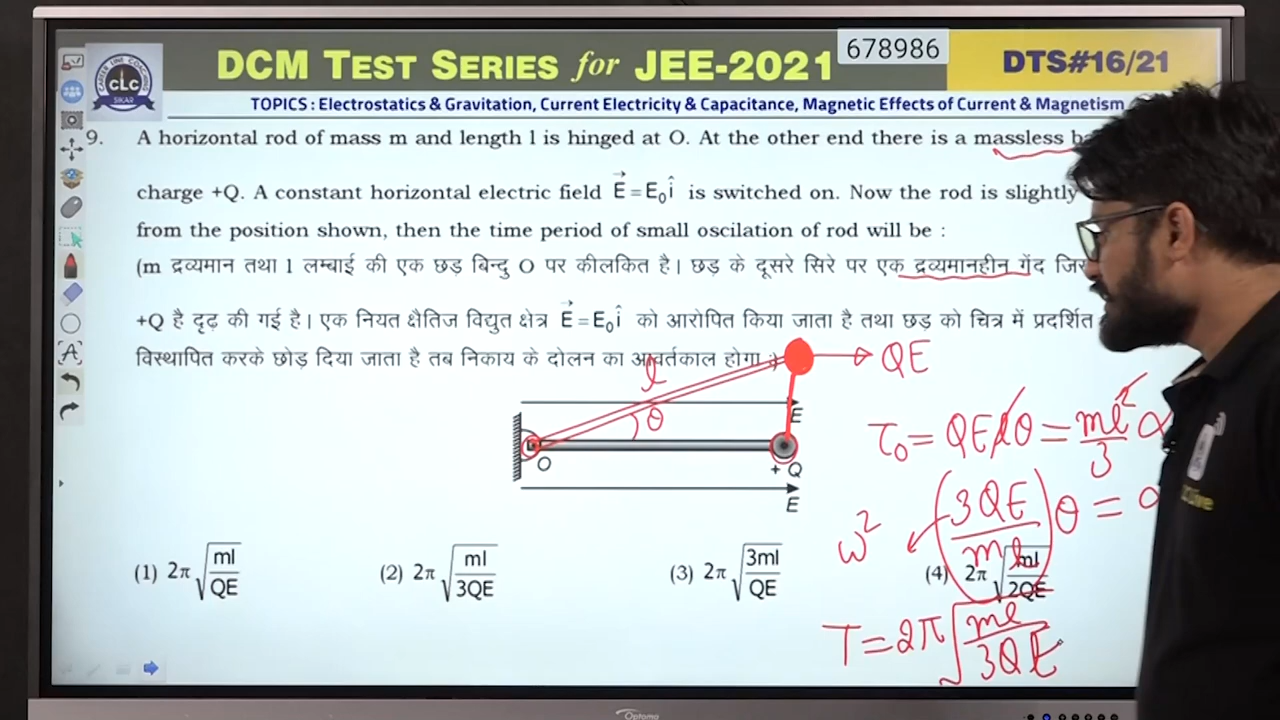 DCM TEST SERIES for JEE-2021
678986
DTS#16/21
CAREER LINE COACHING
CLC
SIKAR
TOPICS : Electrostatics & Gravitation, Current Electricity & Capacitance, Magnetic Effects of Current & Magnetism
9. A horizontal rod of mass m and length l is hinged at O. At the other end there is a massless
charge +Q. A constant horizontal electric field E⃗ = E₀î is switched on. Now the rod is slightly
from the position shown, then the time period of small oscilation of rod will be :
(m द्रव्यमान तथा l लम्बाई की एक छड़ बिन्दु O पर कीलकित है। छड़ के दूसरे सिरे पर एक द्रव्यमानहीन गेंद
+Q है दृढ़ की गई है। एक नियत क्षैतिज विद्युत क्षेत्र E⃗ = E₀î को आरोपित किया जाता है तथा छड़ को चित्र में प्रदर्शित
विस्थापित करके छोड़ दिया जाता है तब निकाय के दोलन का आवर्तकाल होगा :)
QE
l
θ
E
O
+ Q
E
τ₀ = QElθ = ml²/3 α
ω² (3QE/ml)θ = α
(1) 2π√(ml/QE) (2) 2π√(ml/3QE) (3) 2π√(3ml/QE) (4) 2π√(ml/2QE)
T = 2π√(ml/3QE)
Optoma